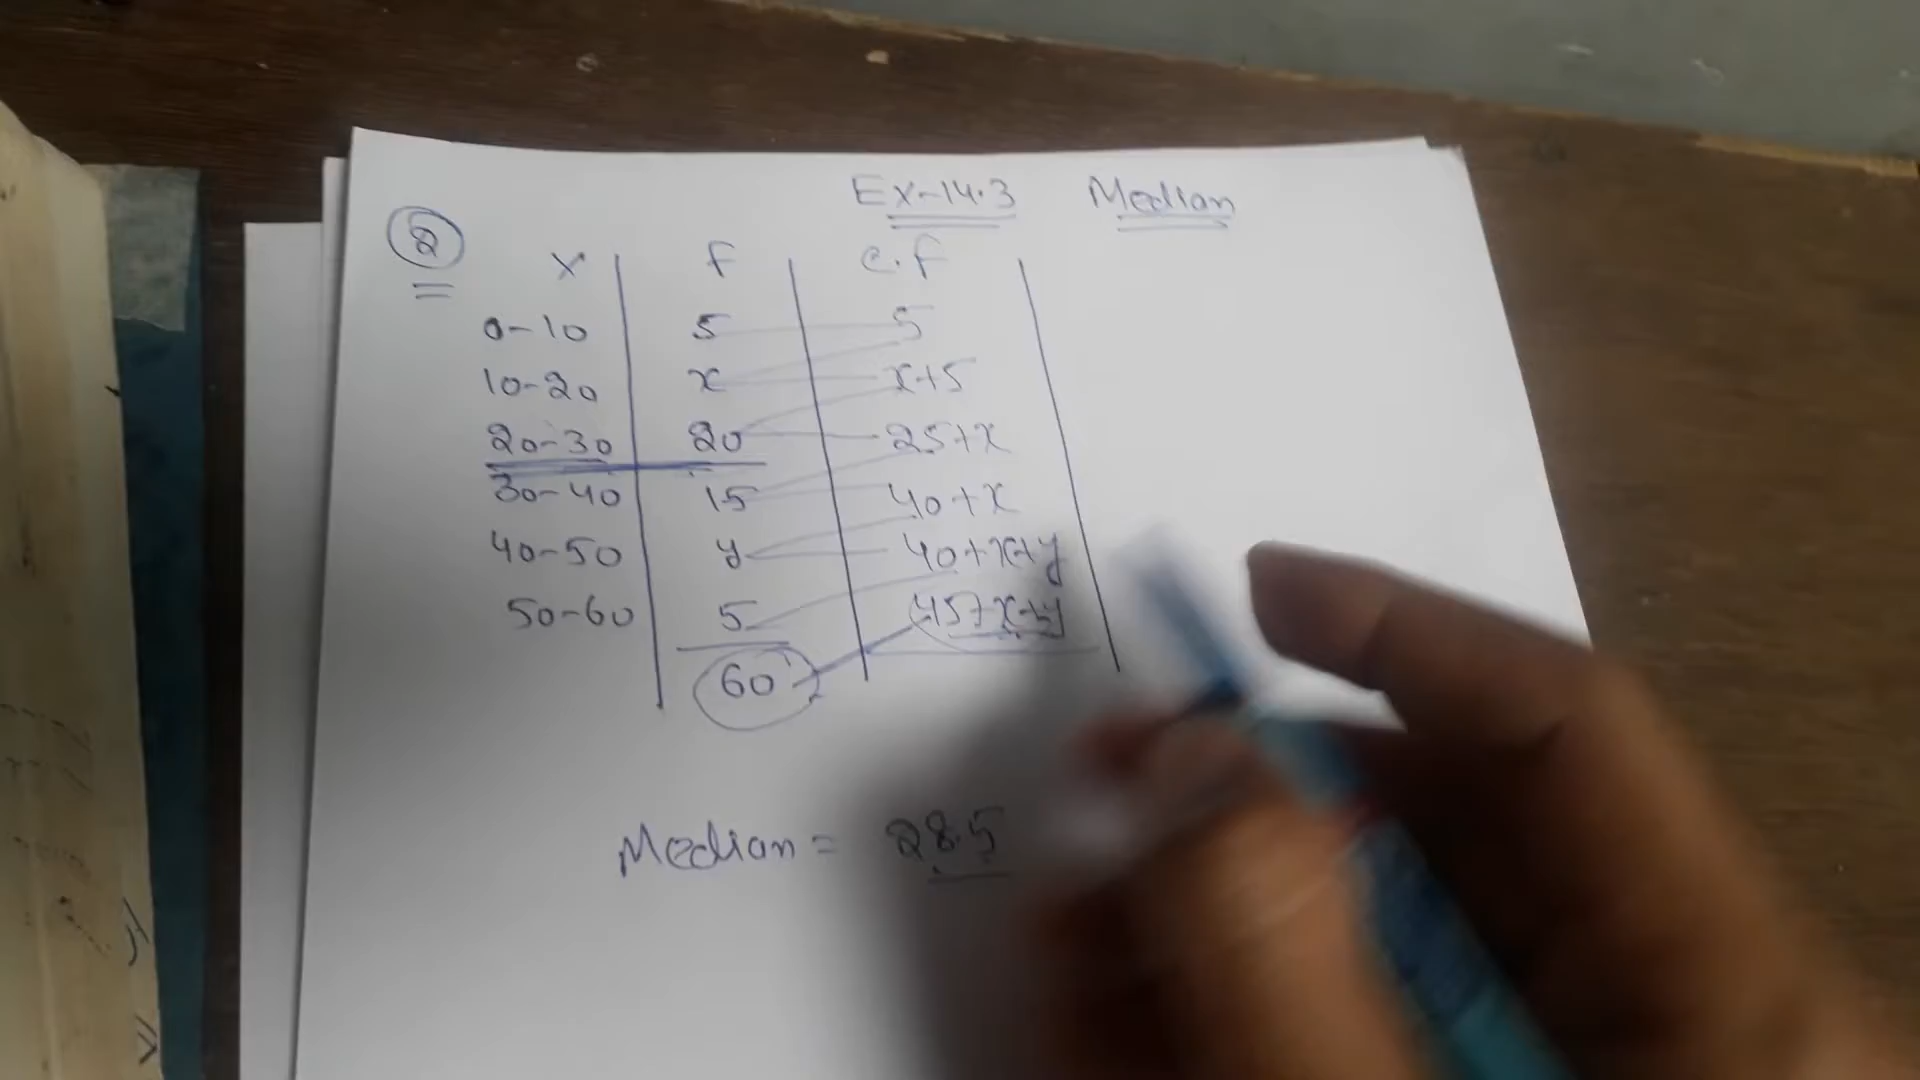 Ex-14.3 Median
2
x f c.f
0-10 5 5
10-20 x x+5
20-30 20 25+x
30-40 15 40+x
40-50 y 40+x+y
50-60 5 45+x+y
60
Median = 28.5